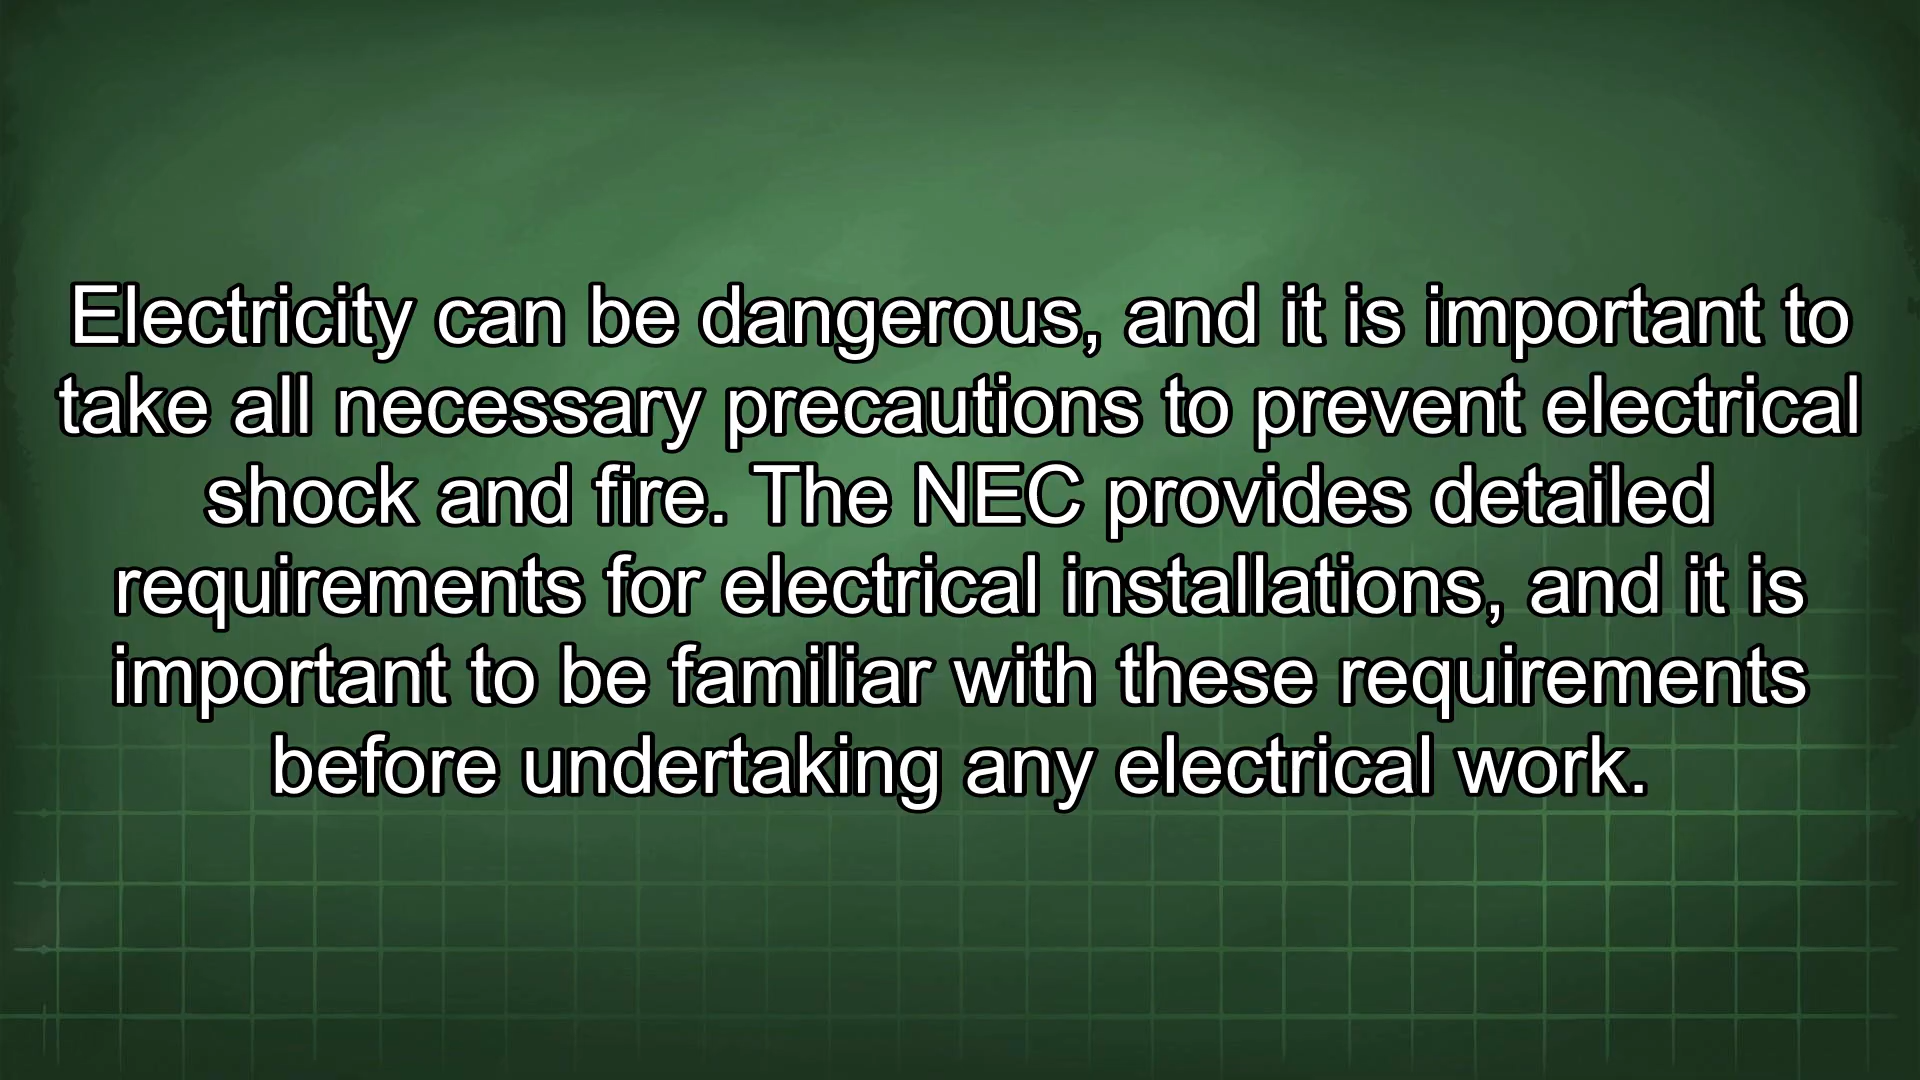 Electricity can be dangerous, and it is important to
take all necessary precautions to prevent electrical
shock and fire. The NEC provides detailed
requirements for electrical installations, and it is
important to be familiar with these requirements
before undertaking any electrical work.